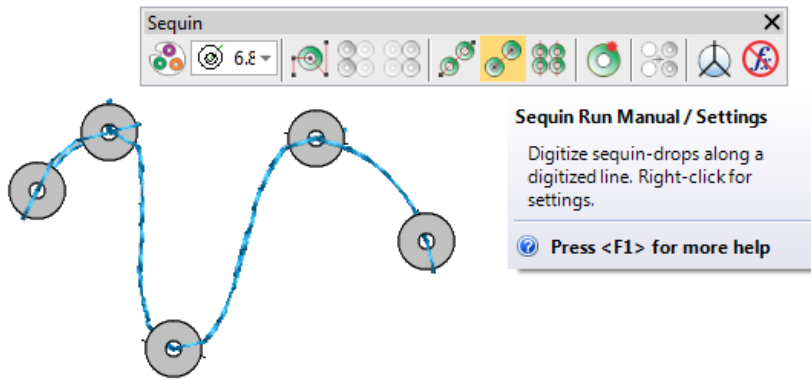 Sequin
6.8
Sequin Run Manual / Settings
Digitize sequin-drops along a
digitized line. Right-click for
settings.
Press <F1> for more help